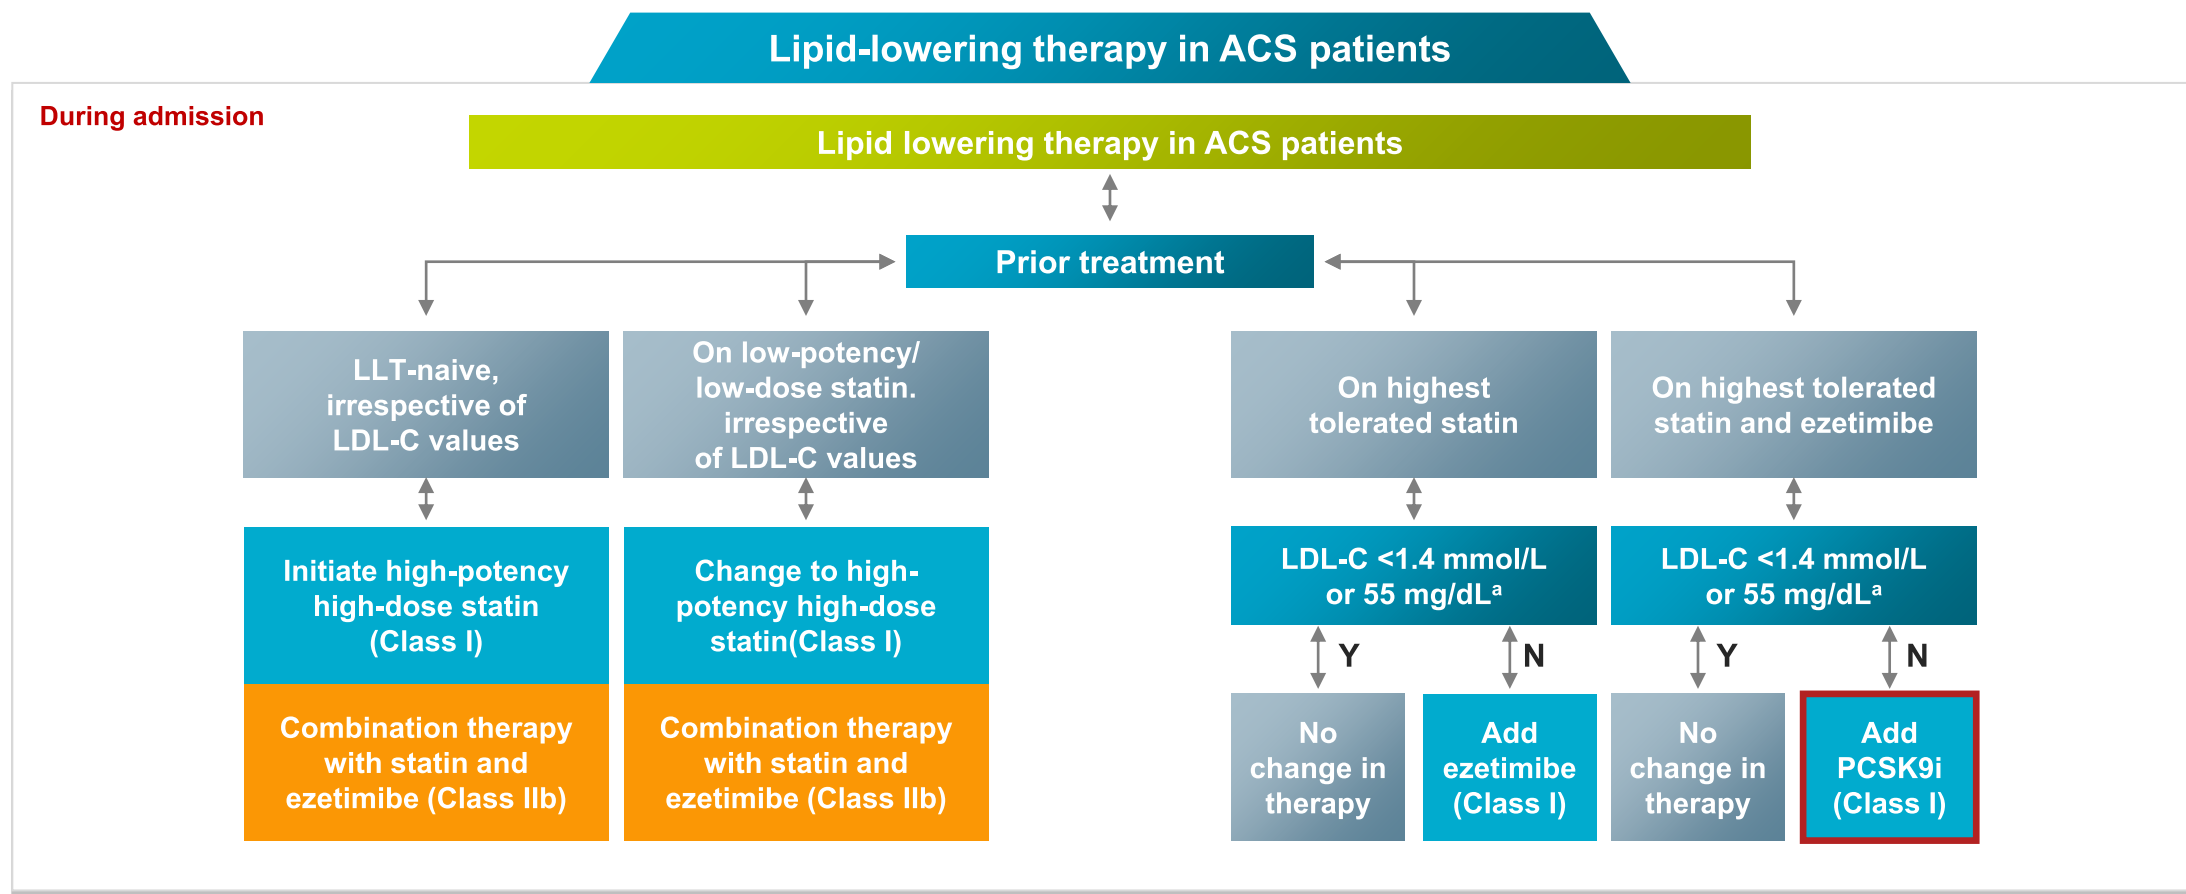 Lipid-lowering therapy in ACS patients
During admission
Lipid lowering therapy in ACS patients
Prior treatment
LLT-naive,
irrespective of
LDL-C values
On low-potency/
low-dose statin.
irrespective
of LDL-C values
On highest
tolerated statin
On highest tolerated
statin and ezetimibe
Initiate high-potency
high-dose statin
(Class I)
Change to high-
potency high-dose
statin(Class I)
LDL-C <1.4 mmol/L
or 55 mg/dLᵃ
LDL-C <1.4 mmol/L
or 55 mg/dLᵃ
Y
N
Y
N
Combination therapy
with statin and
ezetimibe (Class IIb)
Combination therapy
with statin and
ezetimibe (Class IIb)
No
change in
therapy
Add
ezetimibe
(Class I)
No
change in
therapy
Add
PCSK9i
(Class I)